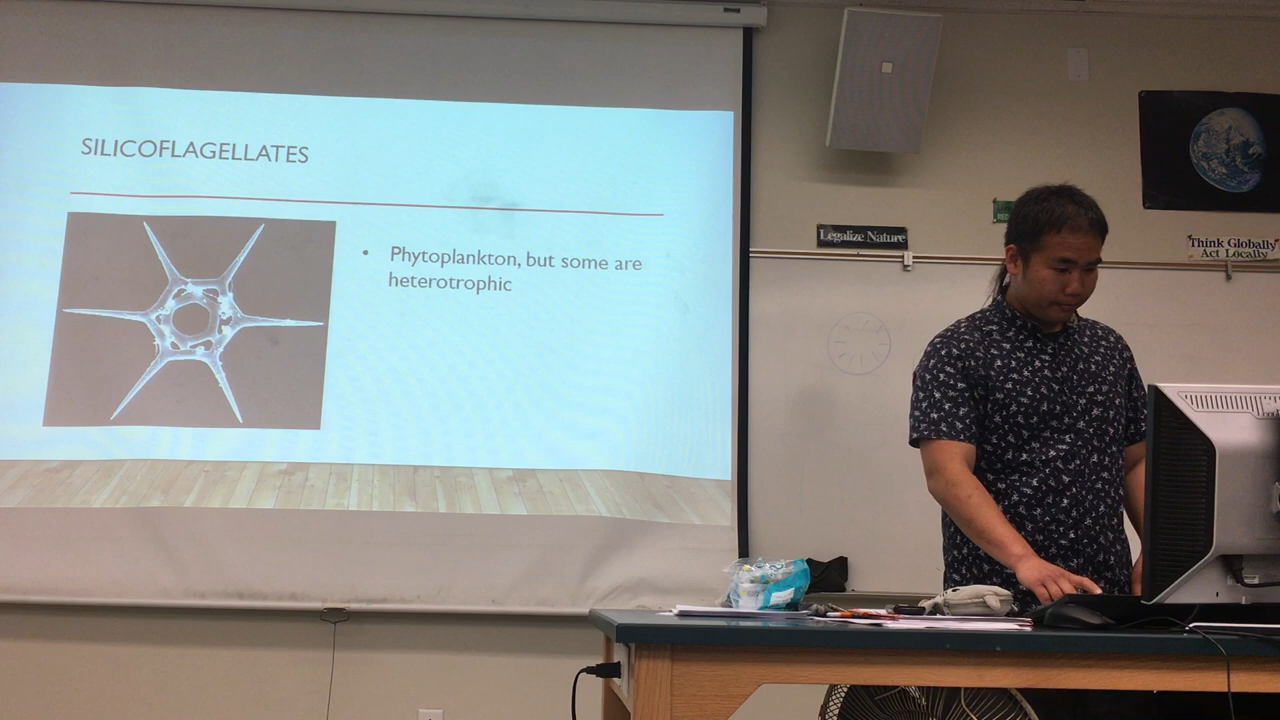 SILICOFLAGELLATES
• Phytoplankton, but some are
heterotrophic
Legalize Nature
Think Globally
Act Locally